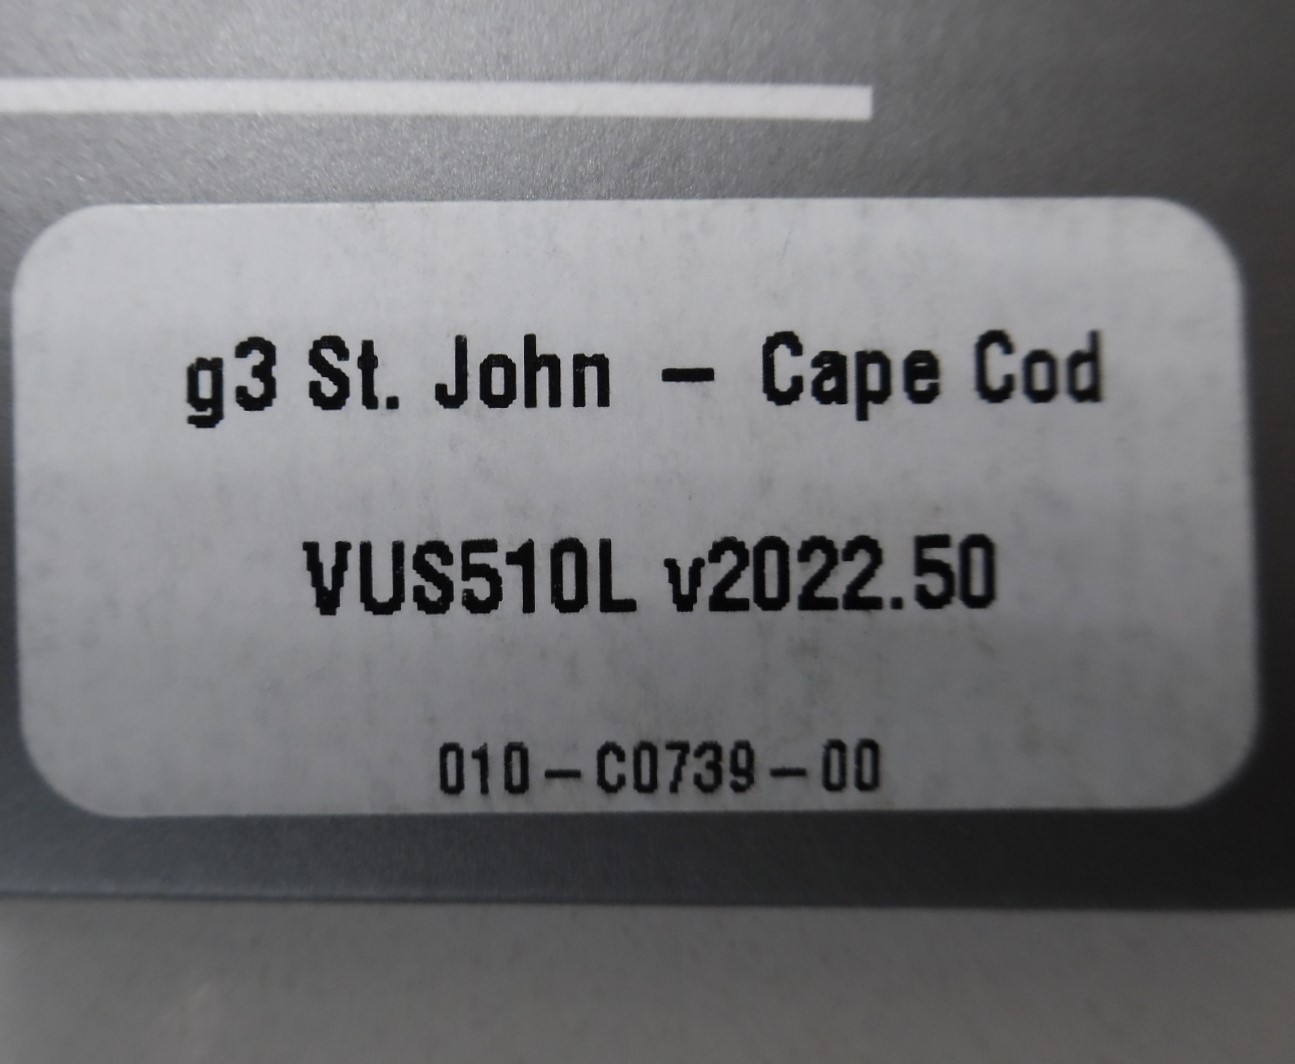 g3 St. John – Cape Cod
VUS510L v2022.50
010-C0739-00